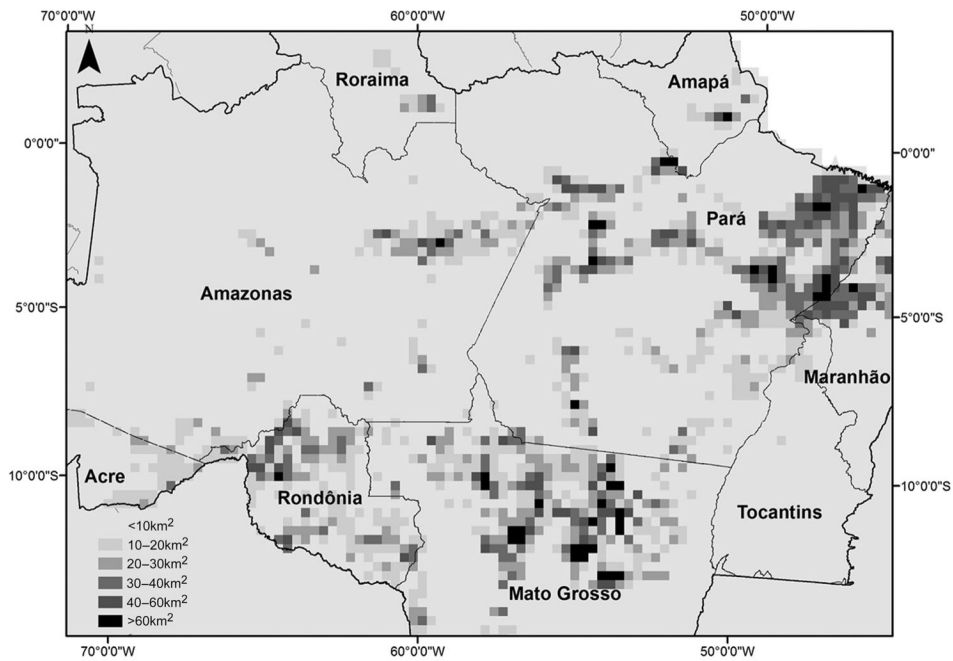 70°0'0"W 60°0'0"W 50°0'0"W
N
Roraima
Amapá
0°0'0" 0°0'0"
Pará
Amazonas
5°0'0"S 5°0'0"S
Maranhão
10°0'0"S 10°0'0"S
Acre
Rondônia
Tocantins
Mato Grosso
<10km²
10–20km²
20–30km²
30–40km²
40–60km²
>60km²
70°0'0"W 60°0'0"W 50°0'0"W